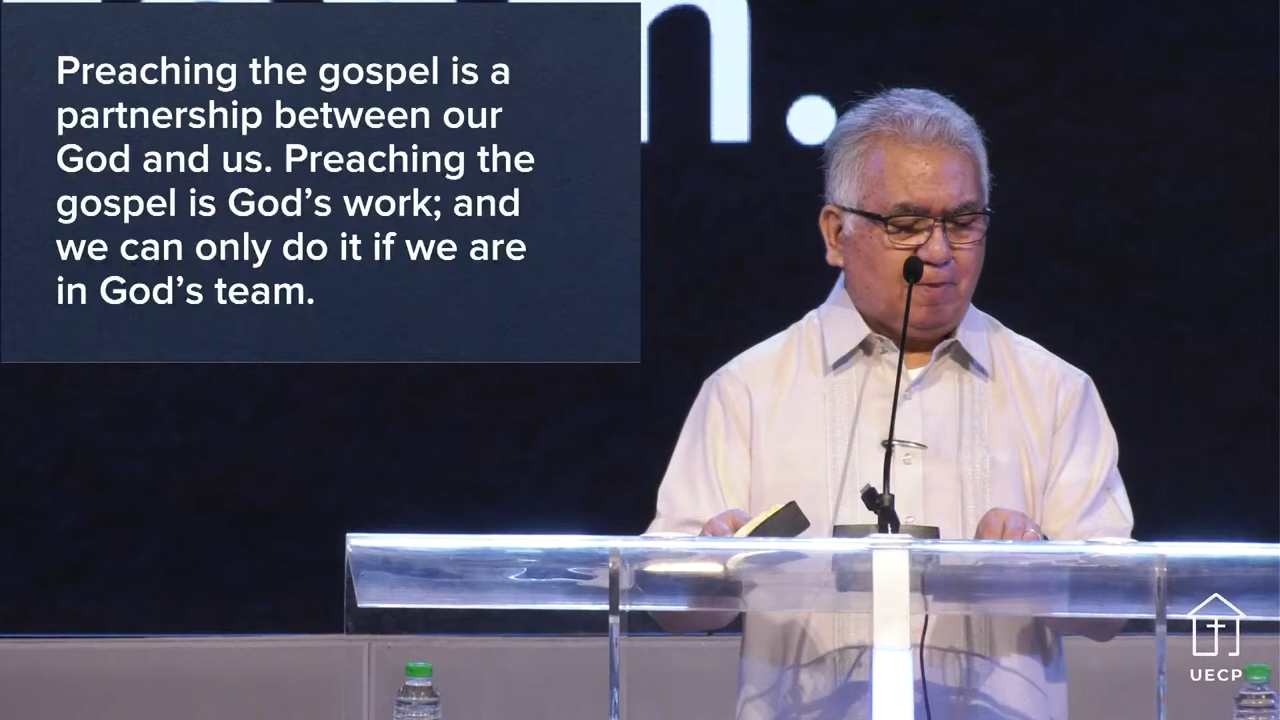 Preaching the gospel is a
partnership between our
God and us. Preaching the
gospel is God’s work; and
we can only do it if we are
in God’s team.
UECP